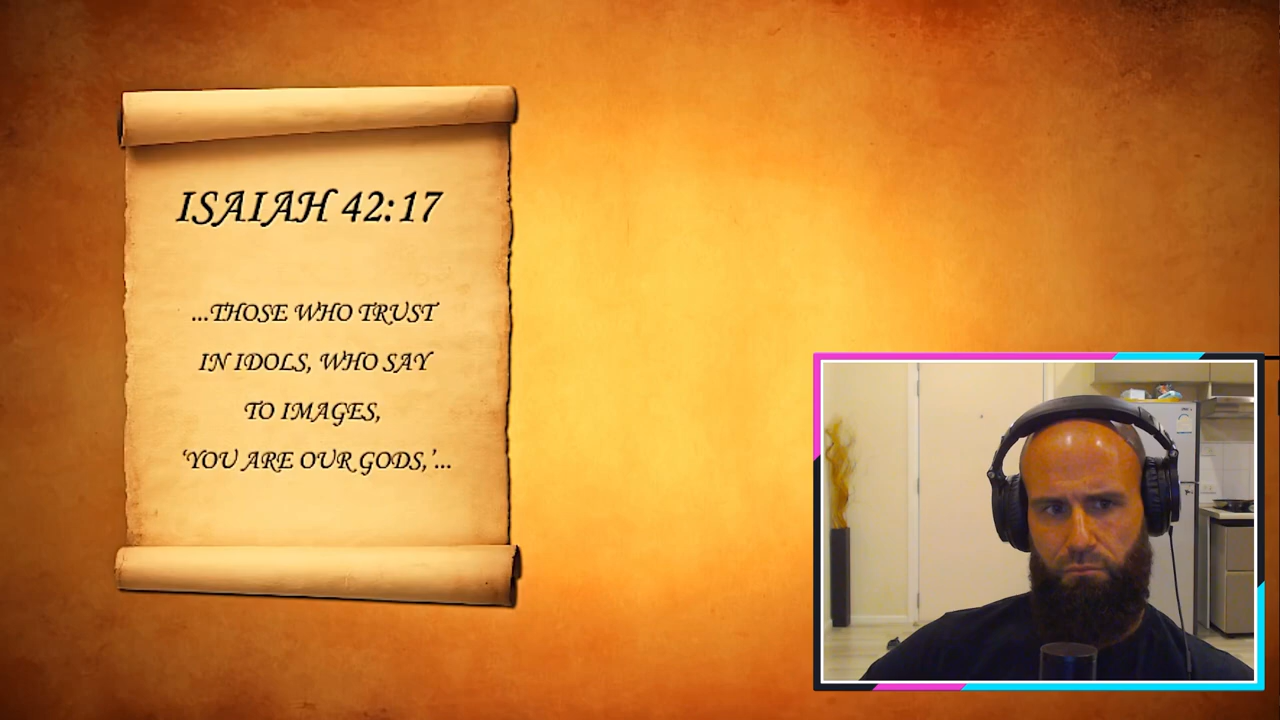 ISAIAH 42:17
...THOSE WHO TRUST
IN IDOLS, WHO SAY
TO IMAGES,
‘YOU ARE OUR GODS,’...